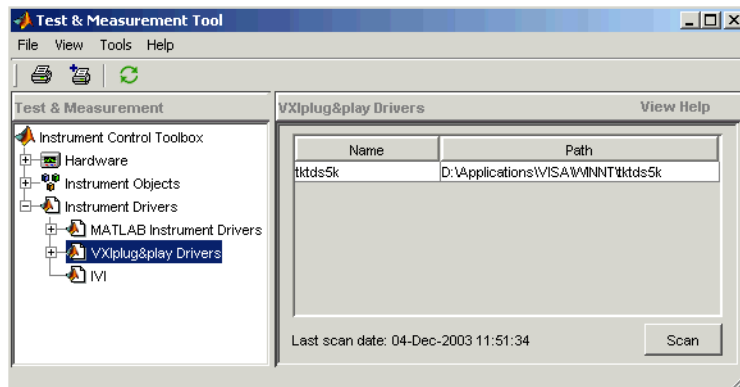 Test & Measurement Tool
File View Tools Help
Test & Measurement
VXIplug&play Drivers View Help
Instrument Control Toolbox
Hardware
Instrument Objects
Instrument Drivers
MATLAB Instrument Drivers
VXIplug&play Drivers
IVI
Name Path
tktds5k D:\Applications\VISA\WINNT\tktds5k
Last scan date: 04-Dec-2003 11:51:34 Scan